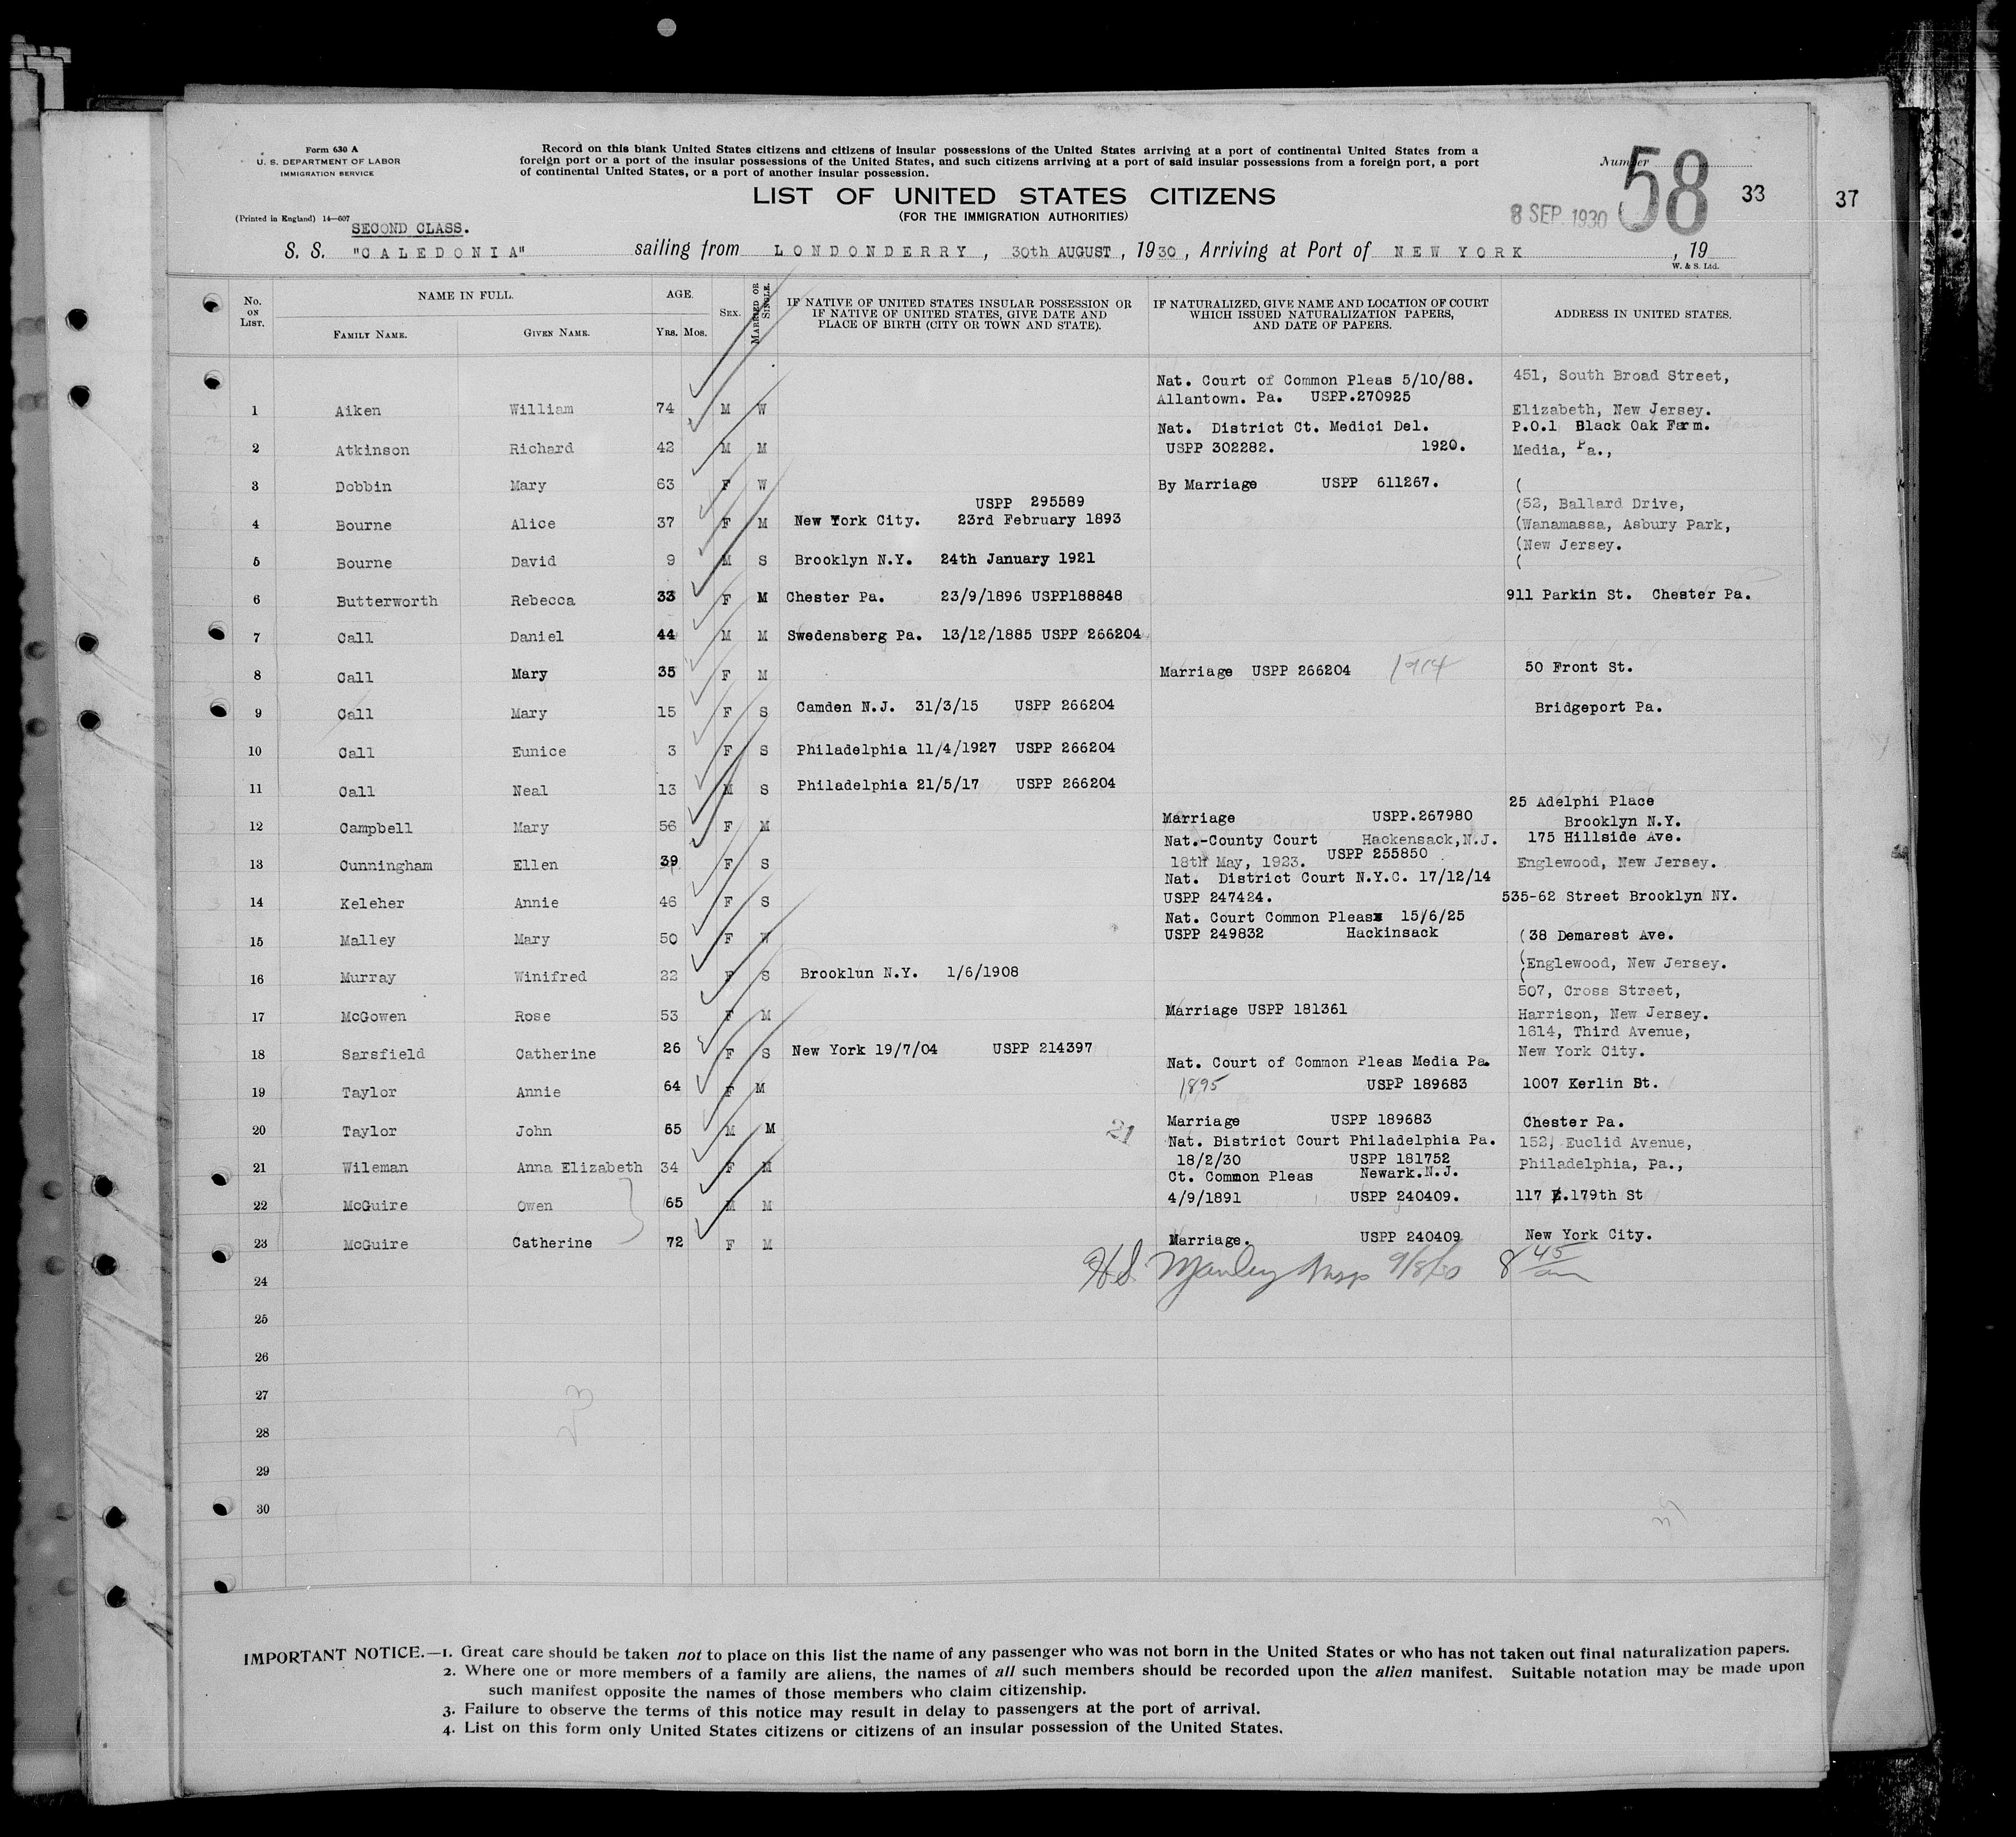 Form 630 A
U. S. DEPARTMENT OF LABOR
IMMIGRATION SERVICE
(Printed in England) 14—607
Record on this blank United States citizens and citizens of insular possessions of the United States arriving at a port of continental United States from a
foreign port or a port of the insular possessions of the United States, and such citizens arriving at a port of said insular possessions from a foreign port, a port
of continental United States, or a port of another insular possession.
LIST OF UNITED STATES CITIZENS
(FOR THE IMMIGRATION AUTHORITIES)
Number 58 33 37
8 SEP. 1930
SECOND CLASS.
S. S. "CALEDONIA" sailing from LONDONDERRY, 30th AUGUST, 1930, Arriving at Port of NEW YORK, 19
W. & S. Ltd.
No. ON LIST. NAME IN FULL. FAMILY NAME. GIVEN NAME. AGE. YRS. MOS. SEX. MARRIED OR SINGLE.
IF NATIVE OF UNITED STATES INSULAR POSSESSION OR
IF NATIVE OF UNITED STATES, GIVE DATE AND
PLACE OF BIRTH (CITY OR TOWN AND STATE).
IF NATURALIZED, GIVE NAME AND LOCATION OF COURT
WHICH ISSUED NATURALIZATION PAPERS,
AND DATE OF PAPERS.
ADDRESS IN UNITED STATES.
Nat. Court of Common Pleas 5/10/88. 451, South Broad Street,
Allantown. Pa. USPP.270925
1 Aiken William 74 M W Elizabeth, New Jersey.
Nat. District Ct. Medici Del. P.O.1 Black Oak Farm.
2 Atkinson Richard 42 M M USPP 302282. 1920. Media, Pa.,
3 Dobbin Mary 63 F W By Marriage USPP 611267. (
USPP 295589 (52, Ballard Drive,
4 Bourne Alice 37 F M New York City. 23rd February 1893 (Wanamassa, Asbury Park,
(New Jersey.
5 Bourne David 9 M S Brooklyn N.Y. 24th January 1921 (
6 Butterworth Rebecca 33 F M Chester Pa. 23/9/1896 USPP188848 911 Parkin St. Chester Pa.
7 Call Daniel 44 M M Swedensberg Pa. 13/12/1885 USPP 266204
8 Call Mary 35 F M Marriage USPP 266204 1914 50 Front St.
9 Call Mary 15 F S Camden N.J. 31/3/15 USPP 266204 Bridgeport Pa.
10 Call Eunice 3 F S Philadelphia 11/4/1927 USPP 266204
11 Call Neal 13 M S Philadelphia 21/5/17 USPP 266204
25 Adelphi Place
12 Campbell Mary 56 F M Marriage USPP.267980 Brooklyn N.Y.
Nat.-County Court Hackensack,N.J. 175 Hillside Ave.
13 Cunningham Ellen 39 F S 18th May, 1923. USPP 255850 Englewood, New Jersey.
Nat. District Court N.Y.C. 17/12/14
14 Keleher Annie 46 F S USPP 247424. 535-62 Street Brooklyn NY.
Nat. Court Common Pleas 15/6/25
15 Malley Mary 50 F W USPP 249832 Hackinsack (38 Demarest Ave.
16 Murray Winifred 22 F S Brooklun N.Y. 1/6/1908 (Englewood, New Jersey.
507, Cross Street,
17 McGowen Rose 53 F M Marriage USPP 181361 Harrison, New Jersey.
1614, Third Avenue,
18 Sarsfield Catherine 26 F S New York 19/7/04 USPP 214397 New York City.
Nat. Court of Common Pleas Media Pa.
19 Taylor Annie 64 F M 1895 USPP 189683 1007 Kerlin St.
20 Taylor John 65 M M 21 Marriage USPP 189683 Chester Pa.
Nat. District Court Philadelphia Pa. 152, Euclid Avenue,
21 Wileman Anna Elizabeth 34 F M 18/2/30 USPP 181752 Philadelphia, Pa.,
Ct. Common Pleas Newark.N.J.
22 McGuire Owen 65 M M 4/9/1891 USPP 240409. 117 E.179th St
23 McGuire Catherine 72 F M Marriage. USPP 240409 New York City.
24 H S Manley Insp 9/8/30 8 45 am
25
26
27
23
28
29
30
IMPORTANT NOTICE.—1. Great care should be taken not to place on this list the name of any passenger who was not born in the United States or who has not taken out final naturalization papers.
2. Where one or more members of a family are aliens, the names of all such members should be recorded upon the alien manifest. Suitable notation may be made upon
such manifest opposite the names of those members who claim citizenship.
3. Failure to observe the terms of this notice may result in delay to passengers at the port of arrival.
4. List on this form only United States citizens or citizens of an insular possession of the United States.